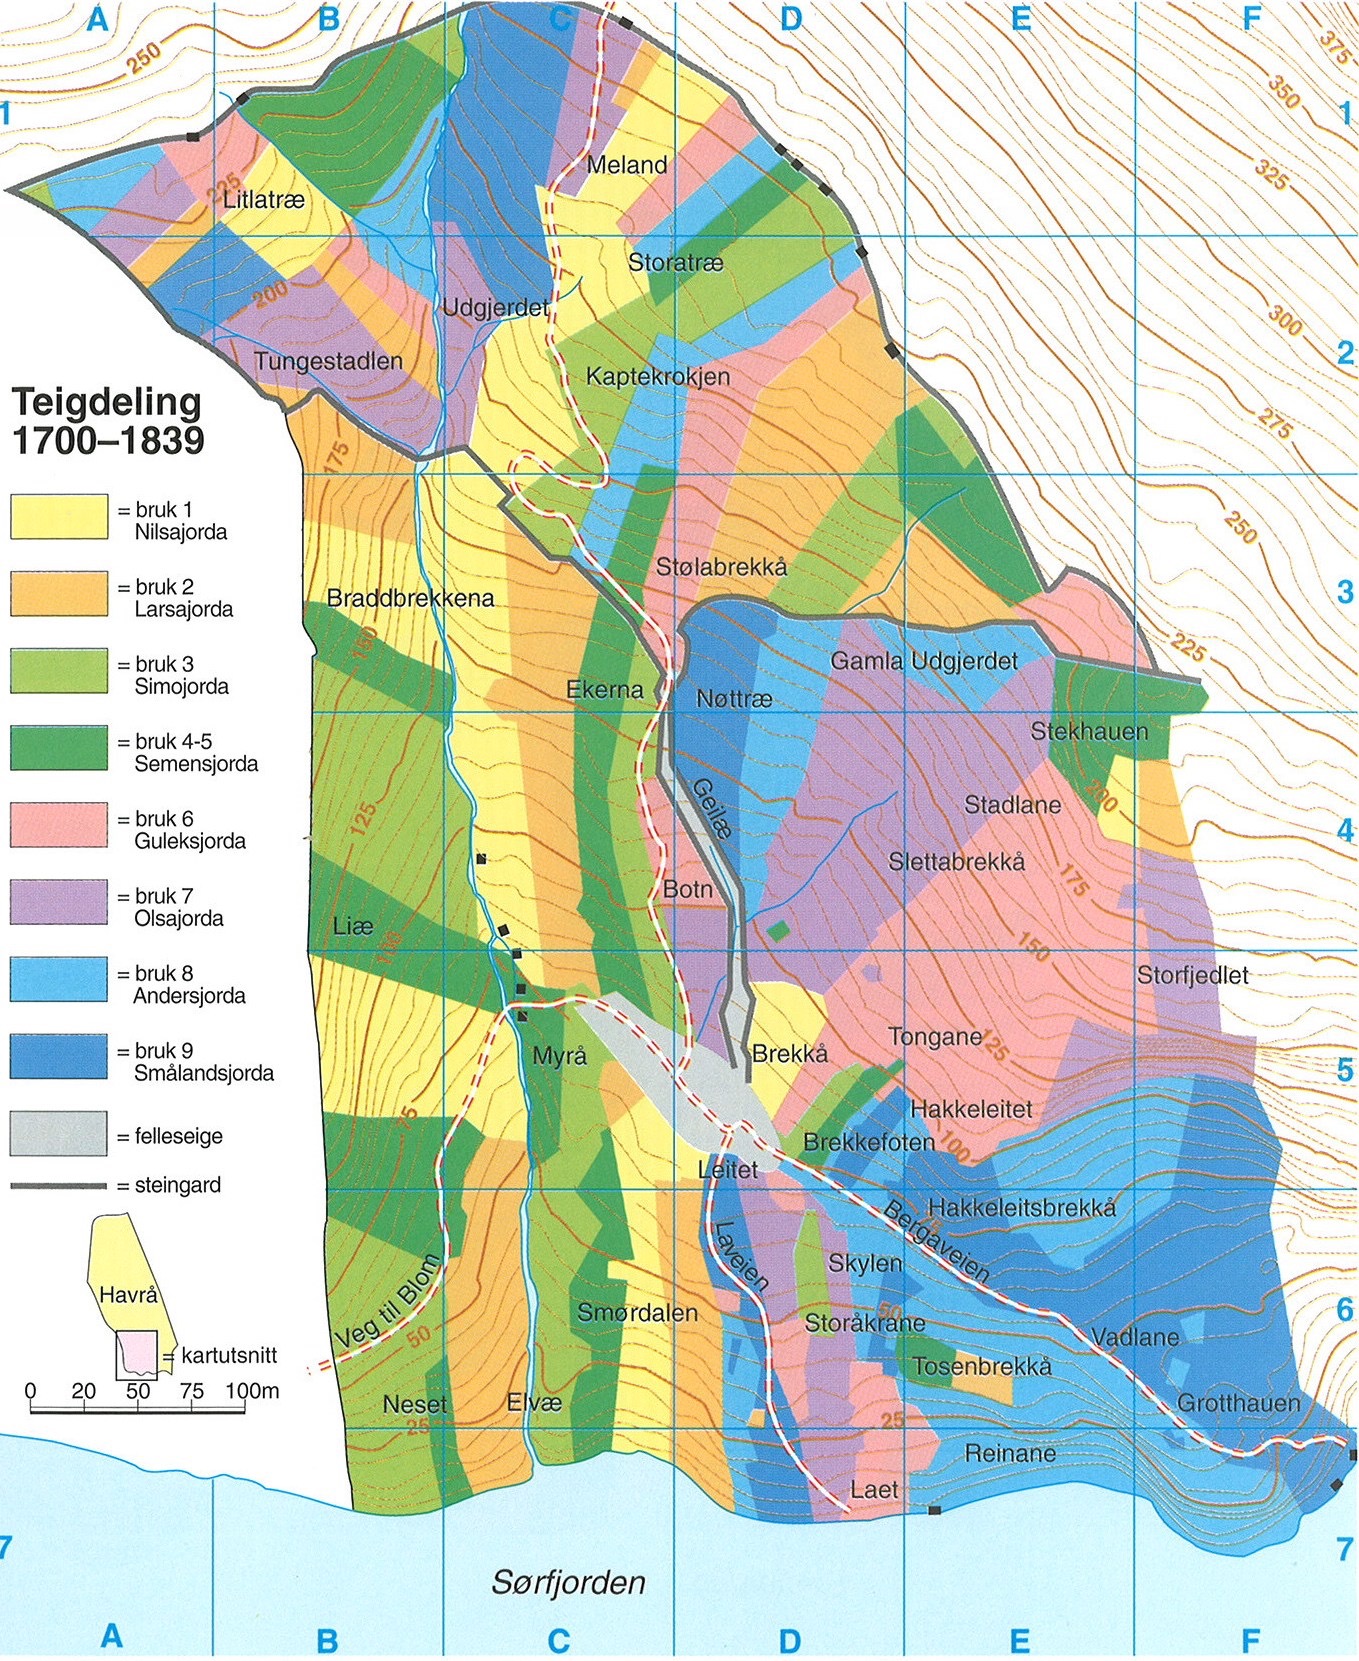 A B C D E F
250
375
350
1 1
325
Meland
225
Litlatræ
Storatræ
200
Udgjerdet
300
2
Tungestadlen
Kaptekrokjen
275
Teigdeling
1700–1839
175
= bruk 1
Nilsajorda
250
Stølabrekkå
= bruk 2
Larsajorda
Braddbrekkena
3
150
225
= bruk 3
Simojorda
Gamla Udgjerdet
Ekerna
Nøttræ
Stekhauen
= bruk 4-5
Semensjorda
200
Geilæ
Stadlane
125
4
= bruk 6
Guleksjorda
Slettabrekkå
175
Botn
= bruk 7
Olsajorda
Liæ
100
150
Storfjedlet
= bruk 8
Andersjorda
Tongane
125
Myrå
Brekkå
5
= bruk 9
Smålandsjorda
75
Hakkeleitet
= felleseige
Brekkefoten
100
Leitet
= steingard
Hakkeleitsbrekkå
75
Bergaveien
Laveien
Skylen
Havrå
Veg til Blom
Smørdalen
50
Storåkrane
6
50
Vadlane
= kartutsnitt
Tosenbrekkå
0 20 50 75 100m
Neset
Elvæ
Grotthauen
25
25
Reinane
Laet
7 7
Sørfjorden
A B C D E F